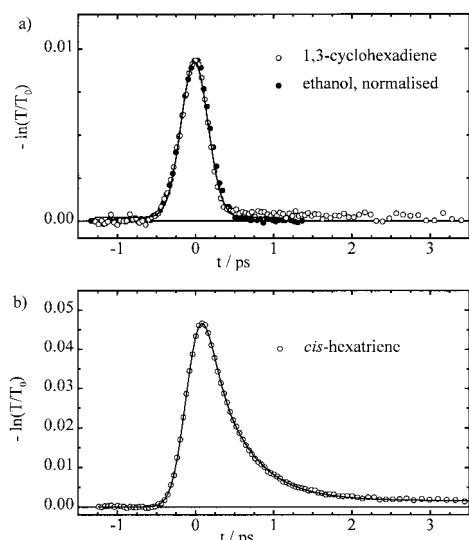 a)
0.01
1,3-cyclohexadiene
ethanol, normalised
- ln(T/T0)
0.00
-1 0 1 2 3
t / ps
b)
0.05
cis-hexatriene
0.04
0.03
- ln(T/T0)
0.02
0.01
0.00
-1 0 1 2 3
t / ps